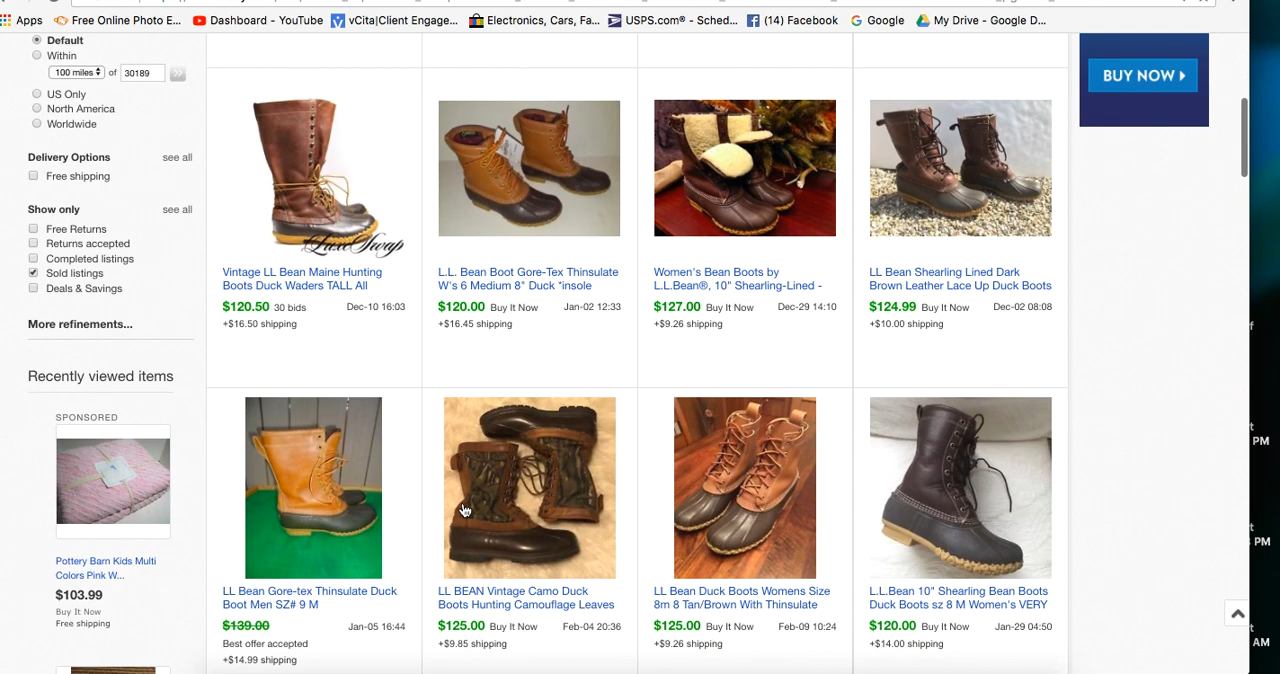 Apps Free Online Photo E... Dashboard - YouTube vCita|Client Engage... Electronics, Cars, Fa... USPS.com® - Sched... (14) Facebook Google My Drive - Google D...
Default
Within
100 miles of 30189
US Only
North America
Worldwide
Delivery Options see all
Free shipping
Show only see all
Free Returns
Returns accepted
Completed listings
Sold listings
Deals & Savings
More refinements...
Recently viewed items
SPONSORED
Pottery Barn Kids Multi
Colors Pink W...
$103.99
Buy It Now
Free shipping
LuxeSwap
Vintage LL Bean Maine Hunting
Boots Duck Waders TALL All
$120.50 30 bids Dec-10 16:03
+$16.50 shipping
L.L. Bean Boot Gore-Tex Thinsulate
W's 6 Medium 8" Duck *insole
$120.00 Buy It Now Jan-02 12:33
+$16.45 shipping
Women's Bean Boots by
L.L.Bean®, 10" Shearling-Lined -
$127.00 Buy It Now Dec-29 14:10
+$9.26 shipping
LL Bean Shearling Lined Dark
Brown Leather Lace Up Duck Boots
$124.99 Buy It Now Dec-02 08:08
+$10.00 shipping
LL Bean Gore-tex Thinsulate Duck
Boot Men SZ# 9 M
$139.00 Jan-05 16:44
Best offer accepted
+$14.99 shipping
LL BEAN Vintage Camo Duck
Boots Hunting Camouflage Leaves
$125.00 Buy It Now Feb-04 20:36
+$9.85 shipping
LL Bean Duck Boots Womens Size
8m 8 Tan/Brown With Thinsulate
$125.00 Buy It Now Feb-09 10:24
+$9.26 shipping
L.L.Bean 10" Shearling Bean Boots
Duck Boots sz 8 M Women's VERY
$120.00 Buy It Now Jan-29 04:50
+$14.00 shipping
BUY NOW
PM
PM
AM